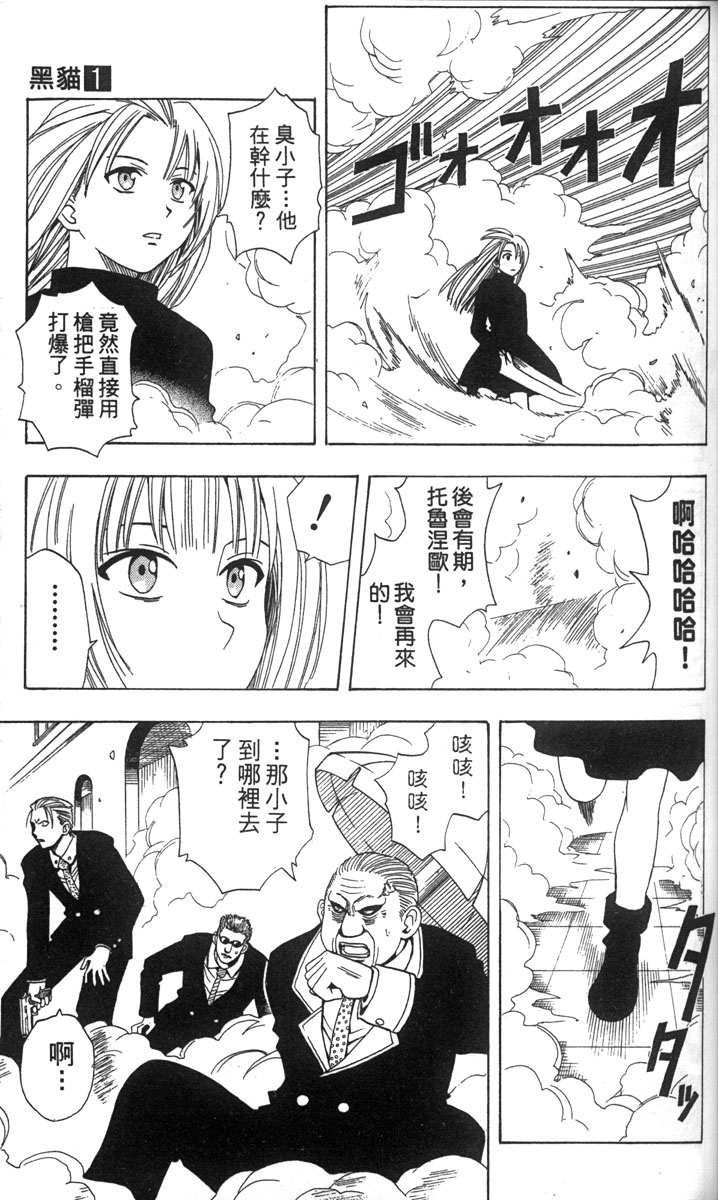 黑貓1
ゴォオオオ
臭小子…他
在幹什麼？
竟然直接用
槍把手榴彈
打爆了。
啊哈哈哈哈！
後會有期，
托魯涅歐！
我會再來
的！
！
………
タタッ
咳咳！
咳咳！
…那小子
到哪裡去
了？
啊…